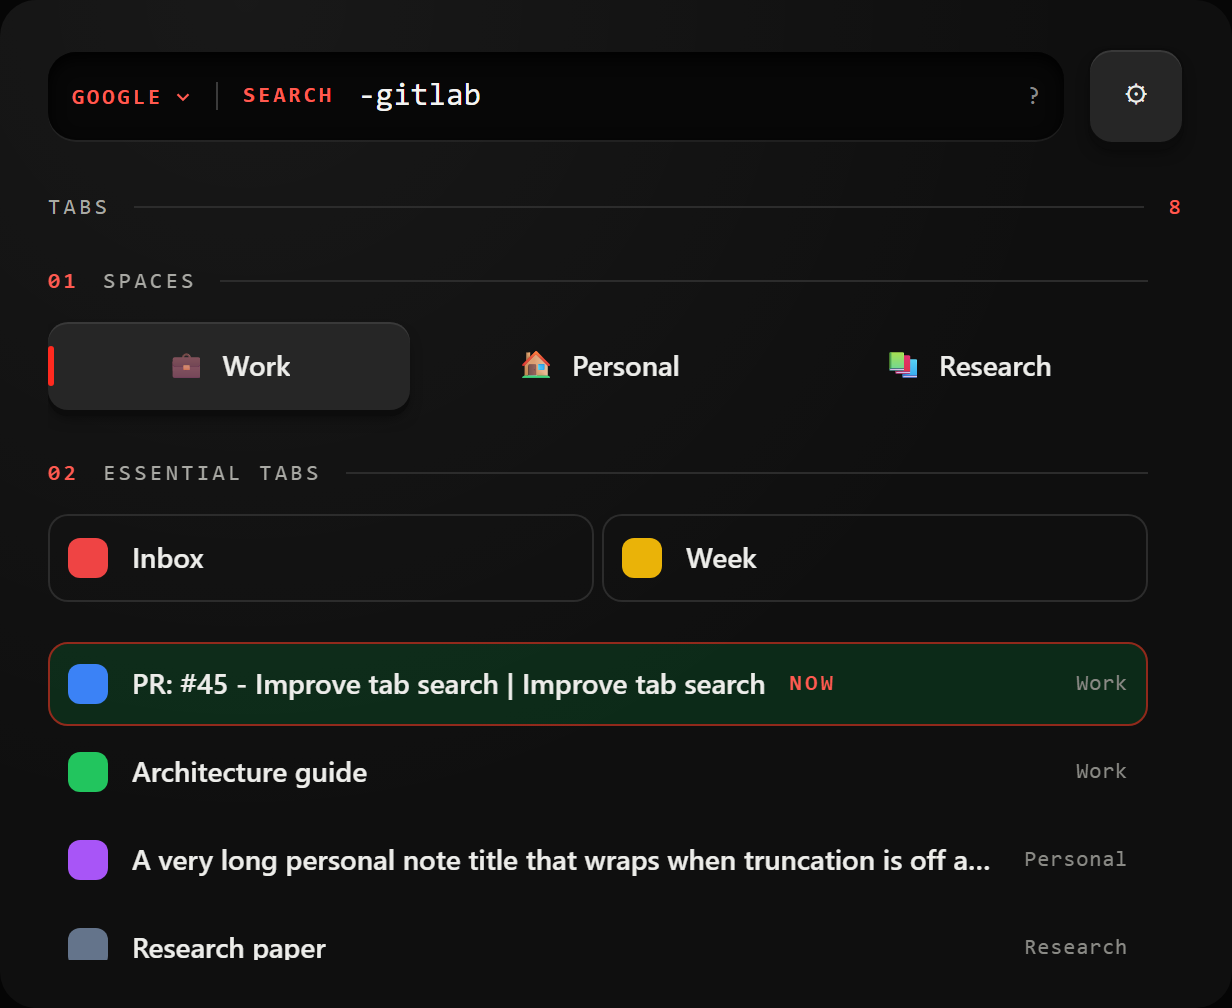 GOOGLE SEARCH -gitlab ?
TABS 8
01 SPACES
Work Personal Research
02 ESSENTIAL TABS
Inbox Week
PR: #45 - Improve tab search | Improve tab search NOW Work
Architecture guide Work
A very long personal note title that wraps when truncation is off a... Personal
Research paper Research